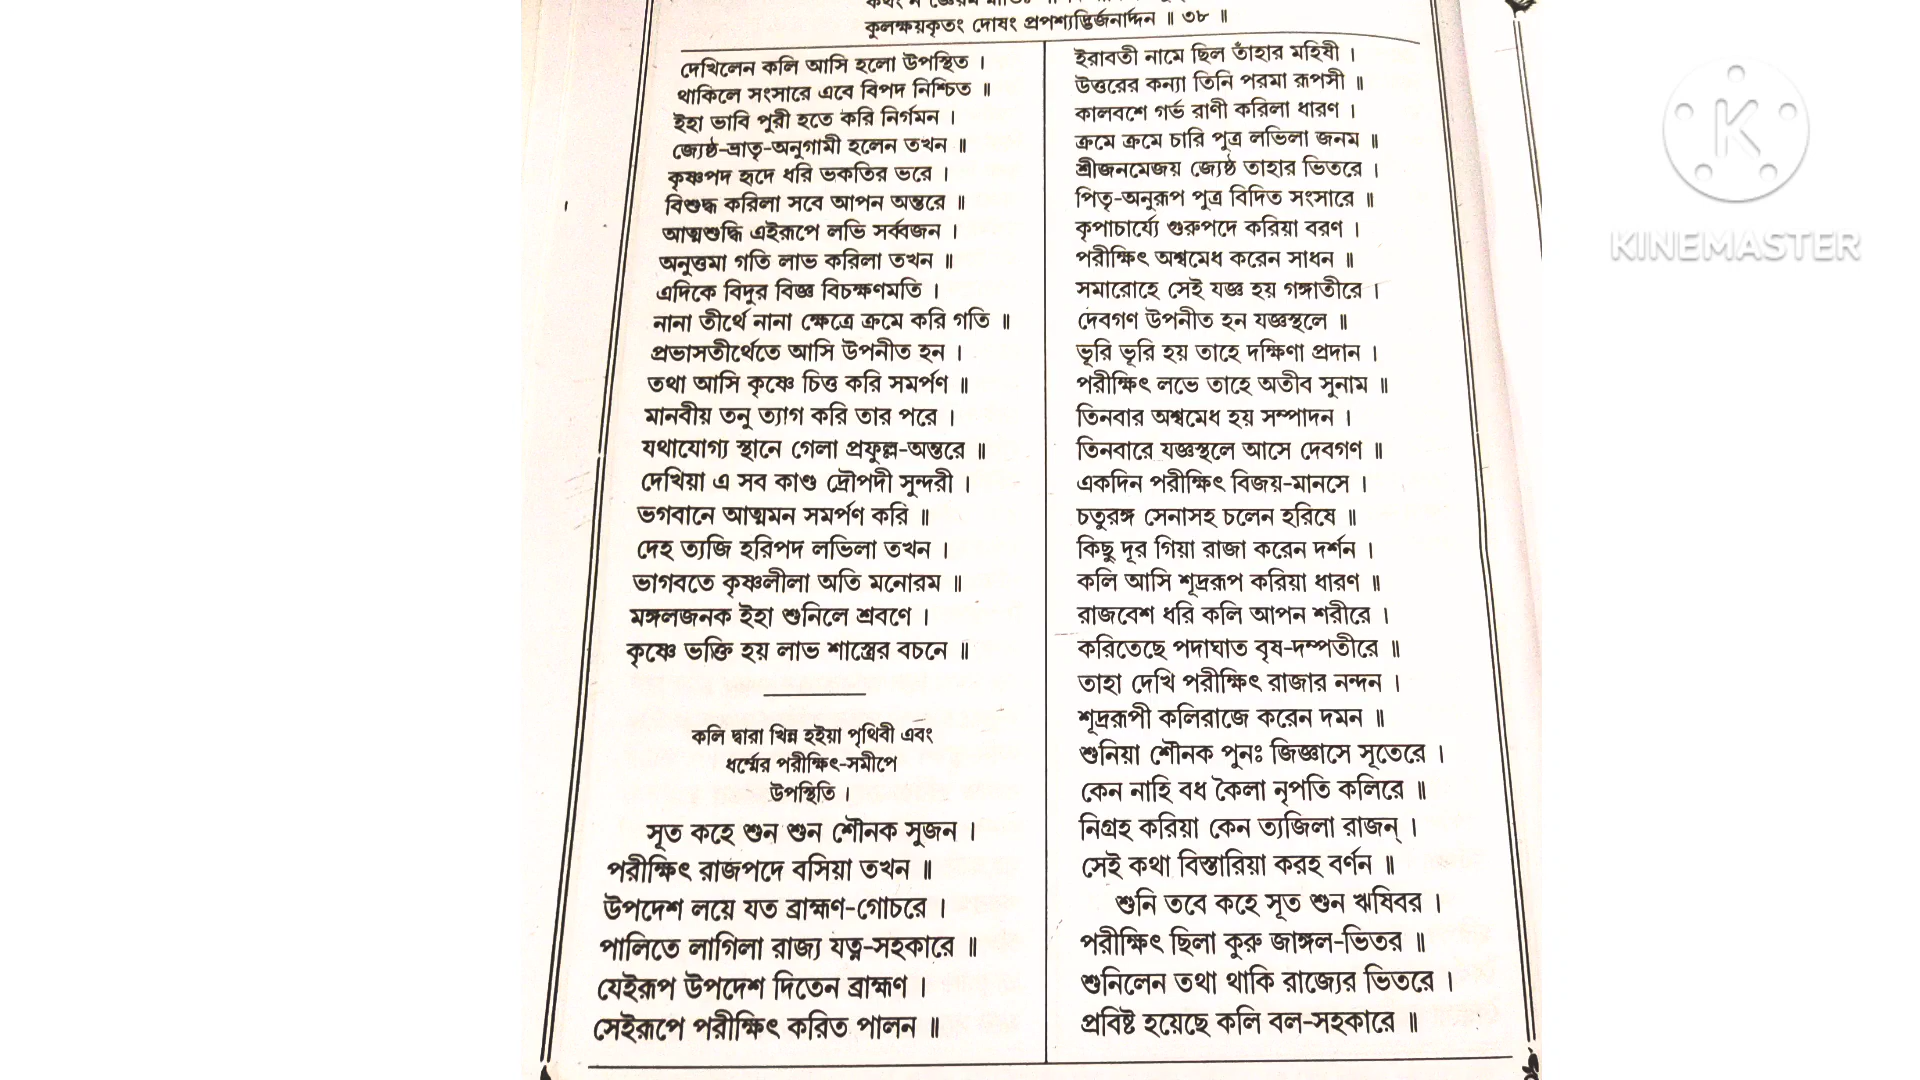 কুলক্ষয়কৃতং দোষং প্রপশ্যদ্ভির্জনার্দ্দন ॥ ৩৮ ॥
দেখিলেন কলি আসি হলো উপস্থিত ।
থাকিলে সংসারে এবে বিপদ নিশ্চিত ॥
ইহা ভাবি পুরী হতে করি নির্গমন ।
জ্যেষ্ঠ-ভ্রাতৃ-অনুগামী হলেন তখন ॥
কৃষ্ণপদ হৃদে ধরি ভকতির ভরে ।
বিশুদ্ধ করিলা সবে আপন অন্তরে ॥
আত্মশুদ্ধি এইরূপে লভি সর্ব্বজন ।
অনুত্তমা গতি লাভ করিলা তখন ॥
এদিকে বিদুর বিজ্ঞ বিচক্ষণমতি ।
নানা তীর্থে নানা ক্ষেত্রে ক্রমে করি গতি ॥
প্রভাসতীর্থেতে আসি উপনীত হন ।
তথা আসি কৃষ্ণে চিত্ত করি সমর্পণ ॥
মানবীয় তনু ত্যাগ করি তার পরে ।
যথাযোগ্য স্থানে গেলা প্রফুল্ল-অন্তরে ॥
দেখিয়া এ সব কাণ্ড দ্রৌপদী সুন্দরী ।
ভগবানে আত্মমন সমর্পণ করি ॥
দেহ ত্যজি হরিপদ লভিলা তখন ।
ভাগবতে কৃষ্ণলীলা অতি মনোরম ॥
মঙ্গলজনক ইহা শুনিলে শ্রবণে ।
কৃষ্ণে ভক্তি হয় লাভ শাস্ত্রের বচনে ॥
কলি দ্বারা খিন্ন হইয়া পৃথিবী এবং
ধর্ম্মের পরীক্ষিৎ-সমীপে
উপস্থিতি ।
সূত কহে শুন শুন শৌনক সুজন ।
পরীক্ষিৎ রাজপদে বসিয়া তখন ॥
উপদেশ লয়ে যত ব্রাহ্মণ-গোচরে ।
পালিতে লাগিলা রাজ্য যত্ন-সহকারে ॥
যেইরূপ উপদেশ দিতেন ব্রাহ্মণ ।
সেইরূপে পরীক্ষিৎ করিত পালন ॥
ইরাবতী নামে ছিল তাঁহার মহিষী ।
উত্তরের কন্যা তিনি পরমা রূপসী ॥
কালবশে গর্ভ রাণী করিলা ধারণ ।
ক্রমে ক্রমে চারি পুত্র লভিলা জনম ॥
শ্রীজনমেজয় জ্যেষ্ঠ তাহার ভিতরে ।
পিতৃ-অনুরূপ পুত্র বিদিত সংসারে ॥
কৃপাচার্য্যে গুরুপদে করিয়া বরণ ।
পরীক্ষিৎ অশ্বমেধ করেন সাধন ॥
সমারোহে সেই যজ্ঞ হয় গঙ্গাতীরে ।
দেবগণ উপনীত হন যজ্ঞস্থলে ॥
ভূরি ভূরি হয় তাহে দক্ষিণা প্রদান ।
পরীক্ষিৎ লভে তাহে অতীব সুনাম ॥
তিনবার অশ্বমেধ হয় সম্পাদন ।
তিনবারে যজ্ঞস্থলে আসে দেবগণ ॥
একদিন পরীক্ষিৎ বিজয়-মানসে ।
চতুরঙ্গ সেনাসহ চলেন হরিষে ॥
কিছু দূর গিয়া রাজা করেন দর্শন ।
কলি আসি শূদ্ররূপ করিয়া ধারণ ॥
রাজবেশ ধরি কলি আপন শরীরে ।
করিতেছে পদাঘাত বৃষ-দম্পতীরে ॥
তাহা দেখি পরীক্ষিৎ রাজার নন্দন ।
শূদ্ররূপী কলিরাজে করেন দমন ॥
শুনিয়া শৌনক পুনঃ জিজ্ঞাসে সূতেরে ।
কেন নাহি বধ কৈলা নৃপতি কলিরে ॥
নিগ্রহ করিয়া কেন ত্যজিলা রাজন্ ।
সেই কথা বিস্তারিয়া করহ বর্ণন ॥
শুনি তবে কহে সূত শুন ঋষিবর ।
পরীক্ষিৎ ছিলা কুরু জাঙ্গল-ভিতর ॥
শুনিলেন তথা থাকি রাজ্যের ভিতরে ।
প্রবিষ্ট হয়েছে কলি বল-সহকারে ॥
K
KINEMASTER